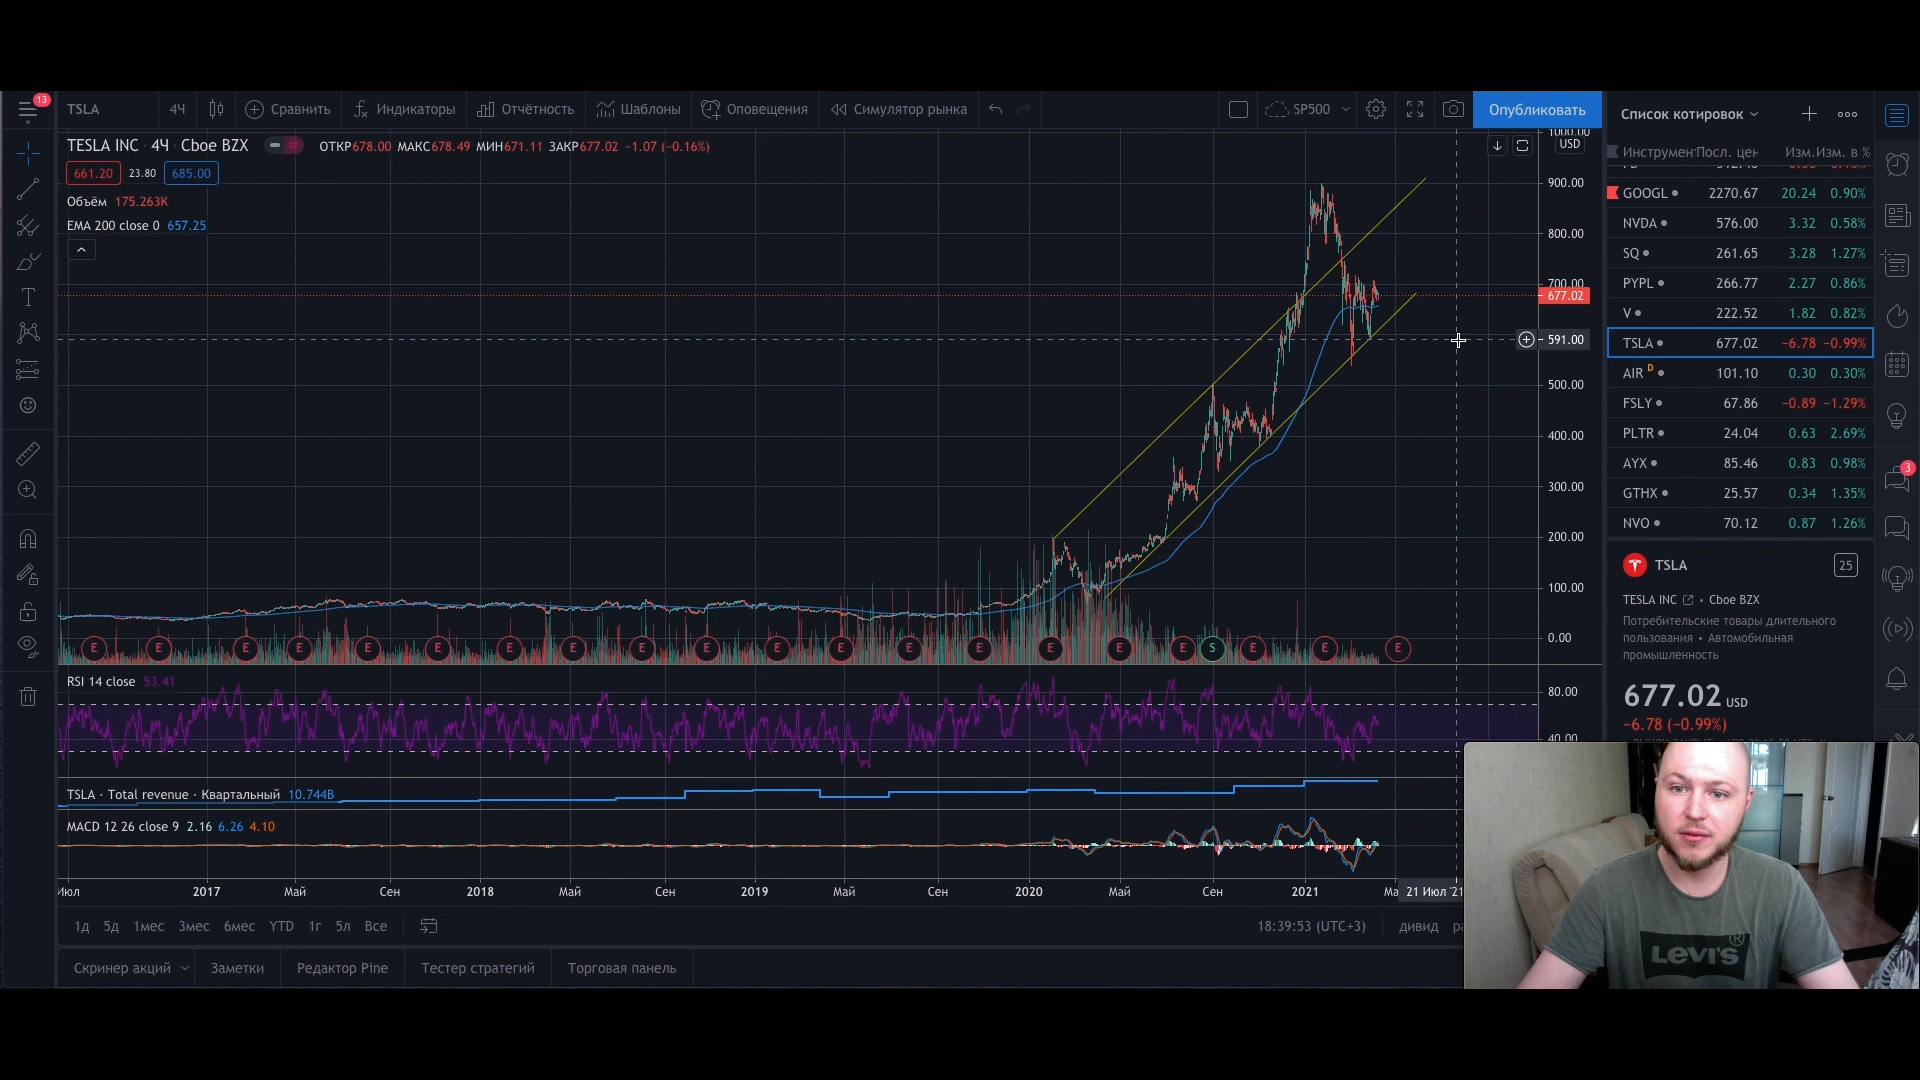 13
TSLA
4Ч
Сравнить
Индикаторы
Отчётность
Шаблоны
Оповещения
Симулятор рынка
SP500
Опубликовать
TESLA INC · 4Ч · Cboe BZX
ОТКР678.00 МАКС678.49 МИН671.11 ЗАКР677.02 −1.07 (−0.16%)
661.20 23.80 685.00
Объём 175.263K
EMA 200 close 0 657.25
1000.00
USD
900.00
800.00
700.00
677.02
591.00
500.00
400.00
300.00
200.00
100.00
0.00
E E E E E E E E E E E E E E E E E S E E E
RSI 14 close 53.41
80.00
40.00
TSLA · Total revenue · Квартальный 10.744B
MACD 12 26 close 9 2.16 6.26 4.10
Июл 2017 Май Сен 2018 Май Сен 2019 Май Сен 2020 Май Сен 2021 Ма 21 Июл '21
1д 5д 1мес 3мес 6мес YTD 1г 5л Все
18:39:53 (UTC+3)
дивид
Скринер акций
Заметки
Редактор Pine
Тестер стратегий
Торговая панель
Список котировок
Инструмент Посл. цен Изм. Изм. в %
GOOGL 2270.67 20.24 0.90%
NVDA 576.00 3.32 0.58%
SQ 261.65 3.28 1.27%
PYPL 266.77 2.27 0.86%
V 222.52 1.82 0.82%
TSLA 677.02 −6.78 −0.99%
AIR D 101.10 0.30 0.30%
FSLY 67.86 −0.89 −1.29%
PLTR 24.04 0.63 2.69%
AYX 85.46 0.83 0.98%
GTHX 25.57 0.34 1.35%
NVO 70.12 0.87 1.26%
TSLA
25
TESLA INC • Cboe BZX
Потребительские товары длительного
пользования • Автомобильная
промышленность
677.02 USD
−6.78 (−0.99%)
3
LEVI'S®